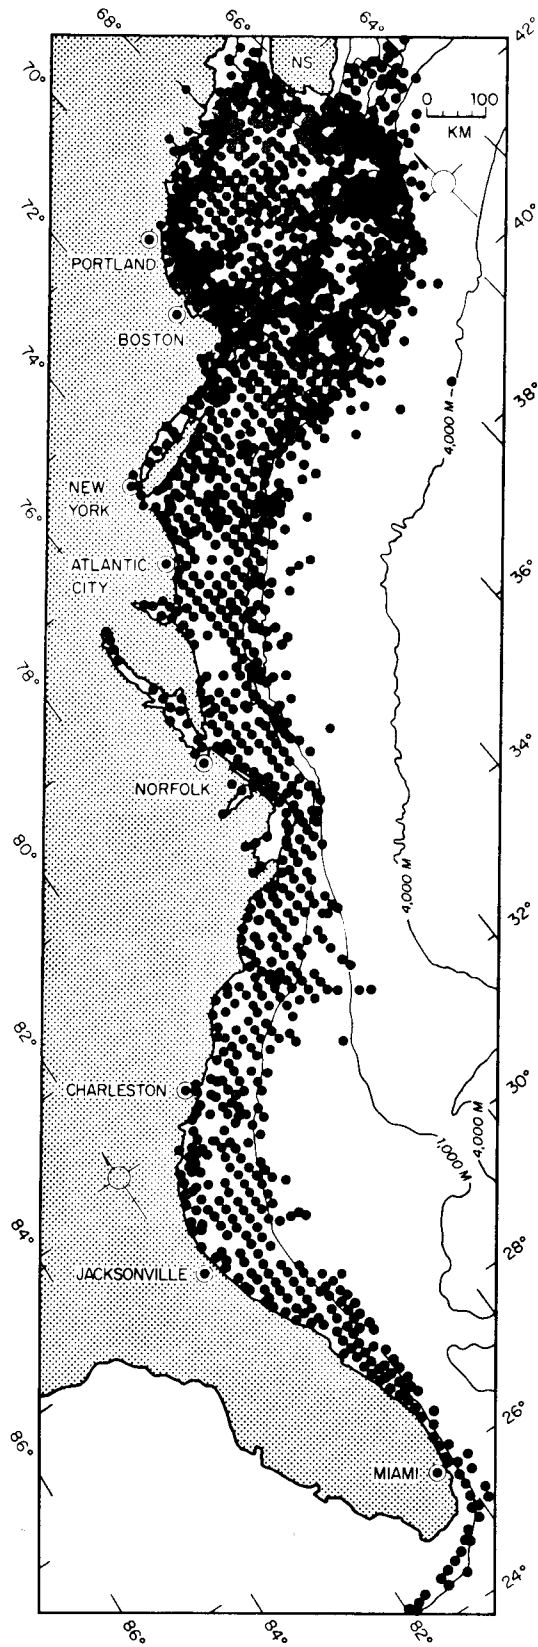 68°
66°
64°
42°
NS
70°
0 100
KM
72°
40°
PORTLAND
BOSTON
74°
38°
4,000 M
NEW
YORK
76°
ATLANTIC
CITY
36°
78°
34°
NORFOLK
80°
4,000 M
32°
82°
30°
CHARLESTON
4,000 M
1,000 M
84°
28°
JACKSONVILLE
26°
86°
MIAMI
24°
86°
84°
82°